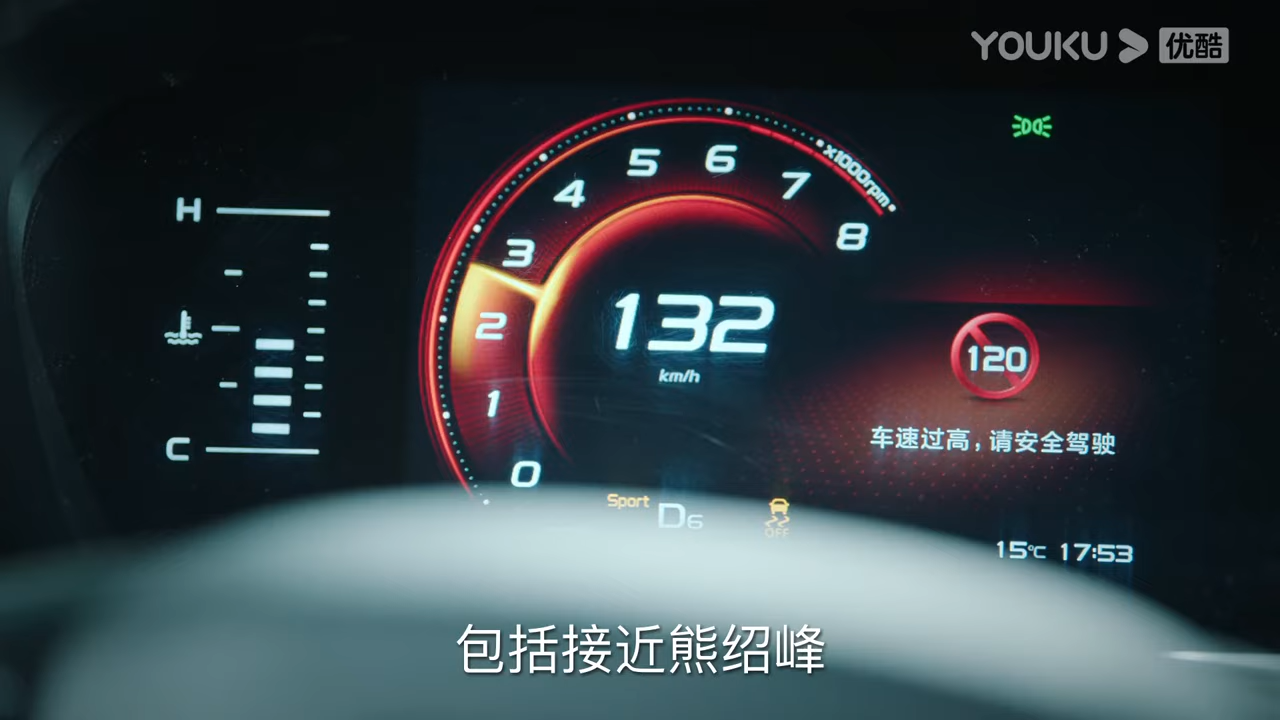 YOUKU 优酷
H
C
0
1
2
3
4
5
6
7
8
x1000rpm
132
km/h
120
车速过高,请安全驾驶
Sport
D6
OFF
15℃ 17:53
包括接近熊绍峰